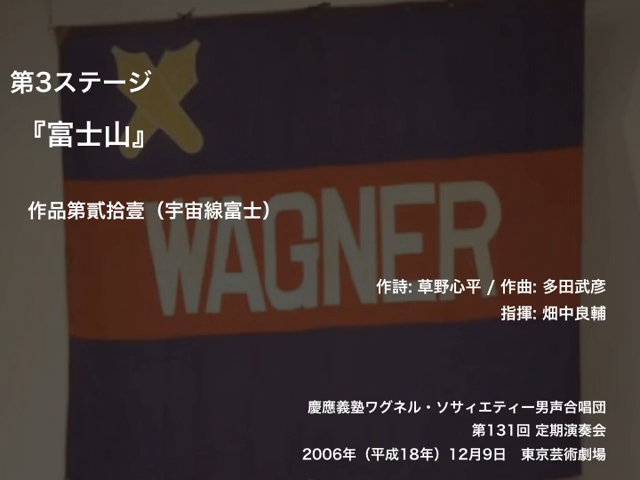 第3ステージ
『富士山』
作品第貳拾壹（宇宙線富士）
WAGNER
作詩: 草野心平 / 作曲: 多田武彦
指揮: 畑中良輔
慶應義塾ワグネル・ソサィエティー男声合唱団
第131回 定期演奏会
2006年（平成18年）12月9日　東京芸術劇場